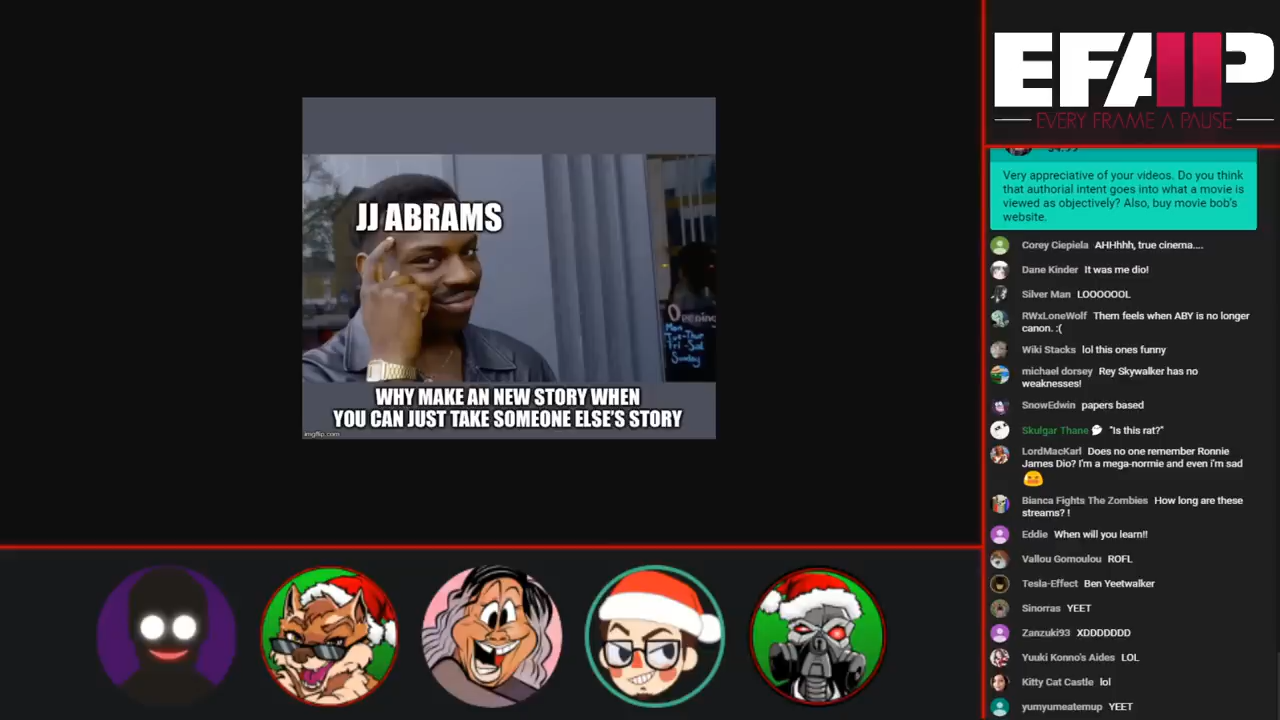 JJ ABRAMS
Opening
Mon
Tue-Thur
Fri-Sad
Sunday
WHY MAKE AN NEW STORY WHEN
YOU CAN JUST TAKE SOMEONE ELSE'S STORY
imgflip.com
EFAP
EVERY FRAME A PAUSE
Very appreciative of your videos. Do you think
that authorial intent goes into what a movie is
viewed as objectively? Also, buy movie bob's
website.
Corey Ciepiela AHHhhh, true cinema....
Dane Kinder It was me dio!
Silver Man LOOOOOOL
RWxLoneWolf Them feels when ABY is no longer
canon. :(
Wiki Stacks lol this ones funny
michael dorsey Rey Skywalker has no
weaknesses!
SnowEdwin papers based
Skulgar Thane "Is this rat?"
LordMacKarl Does no one remember Ronnie
James Dio? I'm a mega-normie and even i'm sad
Bianca Fights The Zombies How long are these
streams? !
Eddie When will you learn!!
Vallou Gomoulou ROFL
Tesla-Effect Ben Yeetwalker
Sinorras YEET
Zanzuki93 XDDDDDDD
Yuuki Konno's Aides LOL
Kitty Cat Castle lol
yumyumeatemup YEET